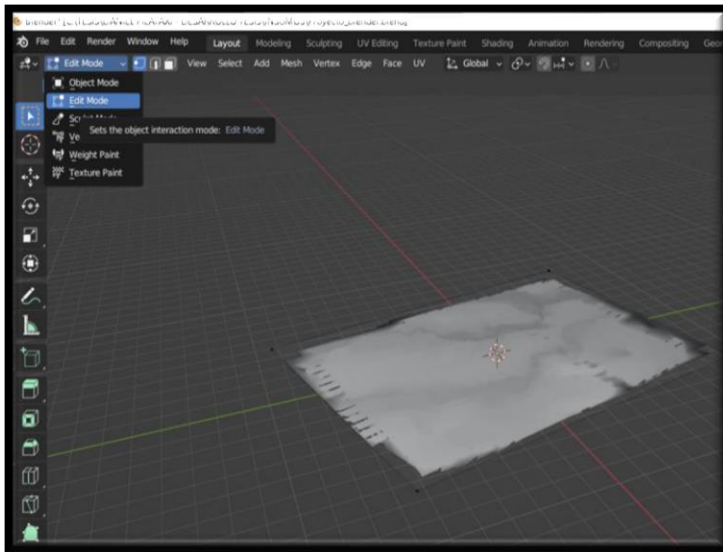 File Edit Render Window Help Layout Modeling Sculpting UV Editing Texture Paint Shading Animation Rendering Compositing
Edit Mode View Select Add Mesh Vertex Edge Face UV Global
Object Mode
Edit Mode
Sets the object interaction mode: Edit Mode
Weight Paint
Texture Paint